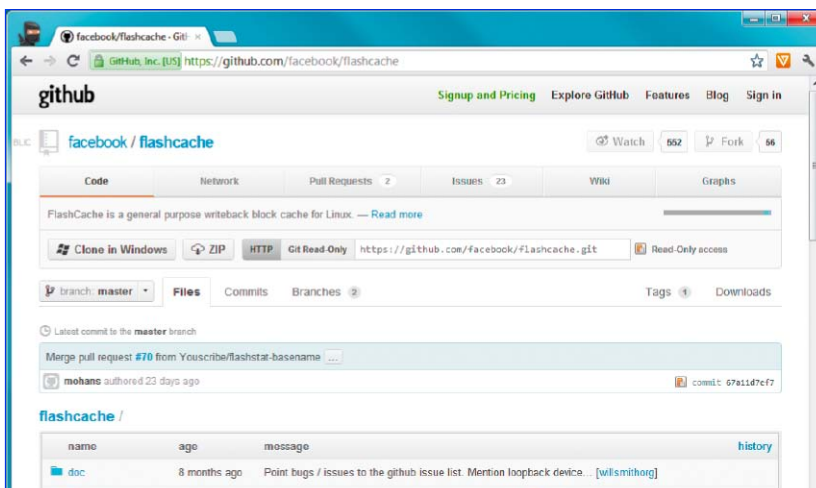 facebook/flashcache · Git
GitHub, Inc. [US] https://github.com/facebook/flashcache
github Signup and Pricing Explore GitHub Features Blog Sign in
facebook / flashcache Watch 552 Fork 56
Code Network Pull Requests 2 Issues 23 Wiki Graphs
FlashCache is a general purpose writeback block cache for Linux. — Read more
Clone in Windows ZIP HTTP Git Read-Only https://github.com/facebook/flashcache.git Read-Only access
branch: master Files Commits Branches 2 Tags 1 Downloads
Latest commit to the master branch
Merge pull request #70 from Youscribe/flashstat-basename ...
mohans authored 23 days ago commit 67a11d7cf7
flashcache /
name age message history
doc 8 months ago Point bugs / issues to the github issue list. Mention loopback device... [willsmithorg]